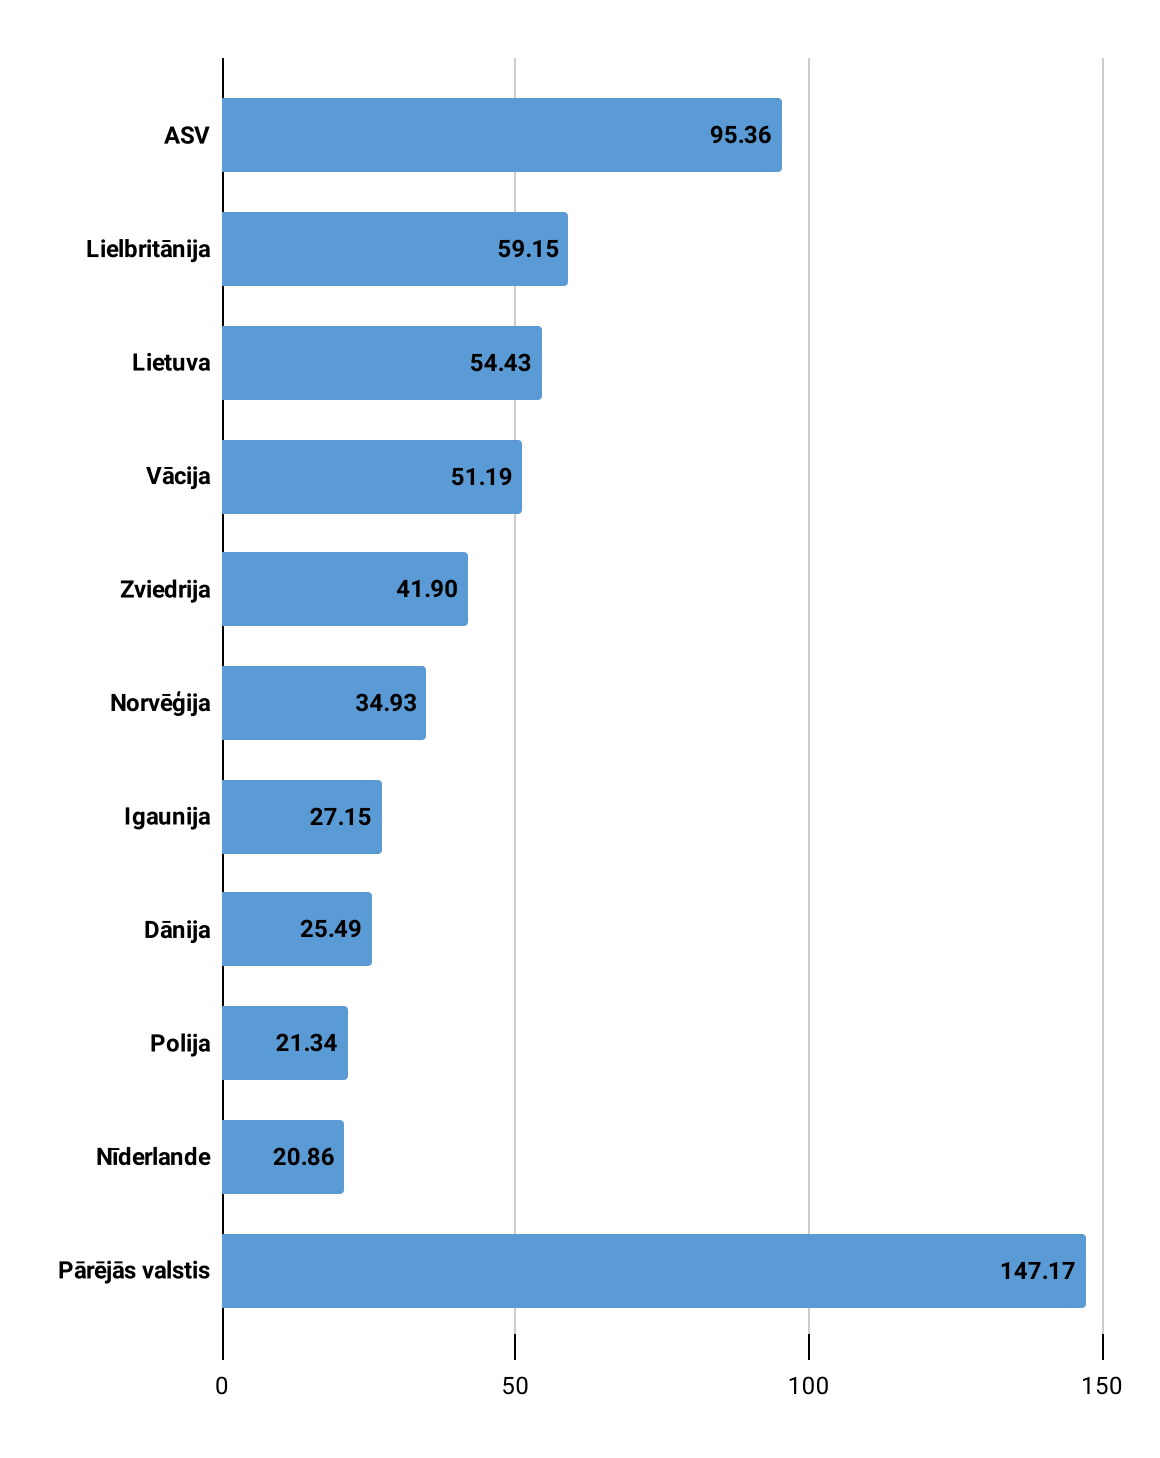 ASV 95.36
Lielbritānija 59.15
Lietuva 54.43
Vācija 51.19
Zviedrija 41.90
Norvēģija 34.93
Igaunija 27.15
Dānija 25.49
Polija 21.34
Nīderlande 20.86
Pārējās valstis 147.17
0 50 100 150